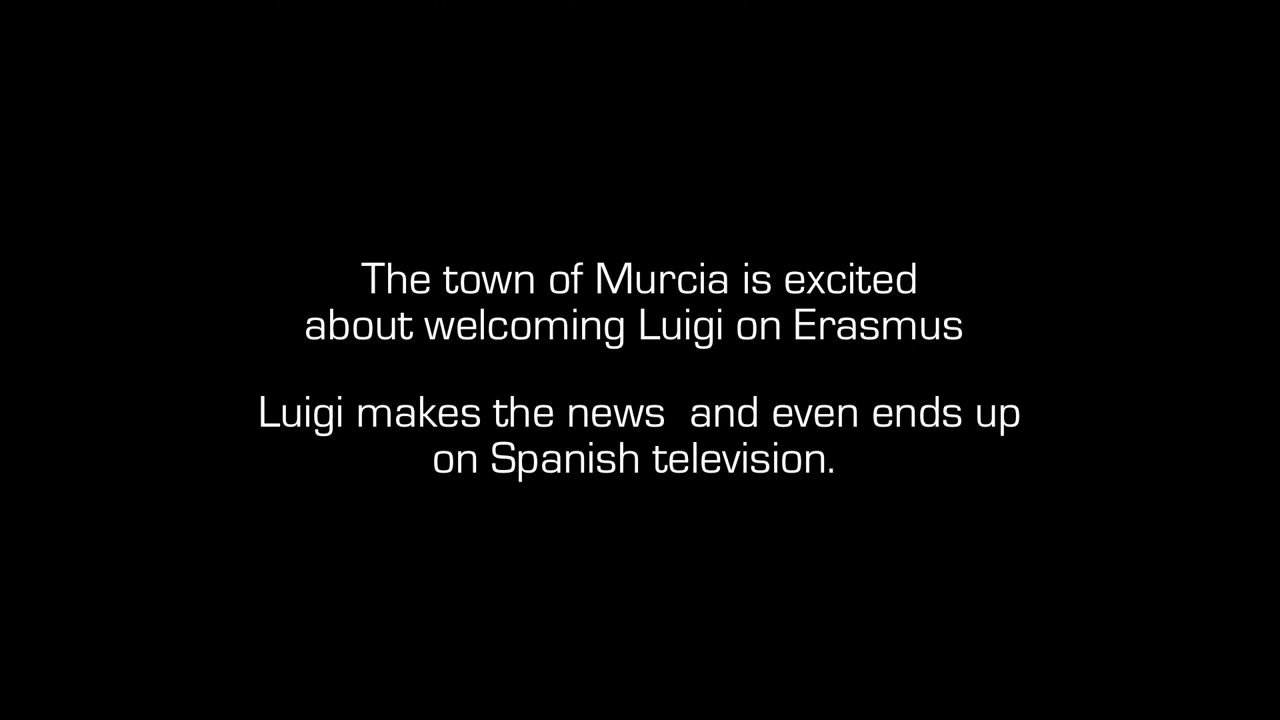 The town of Murcia is excited
about welcoming Luigi on Erasmus
Luigi makes the news  and even ends up
on Spanish television.